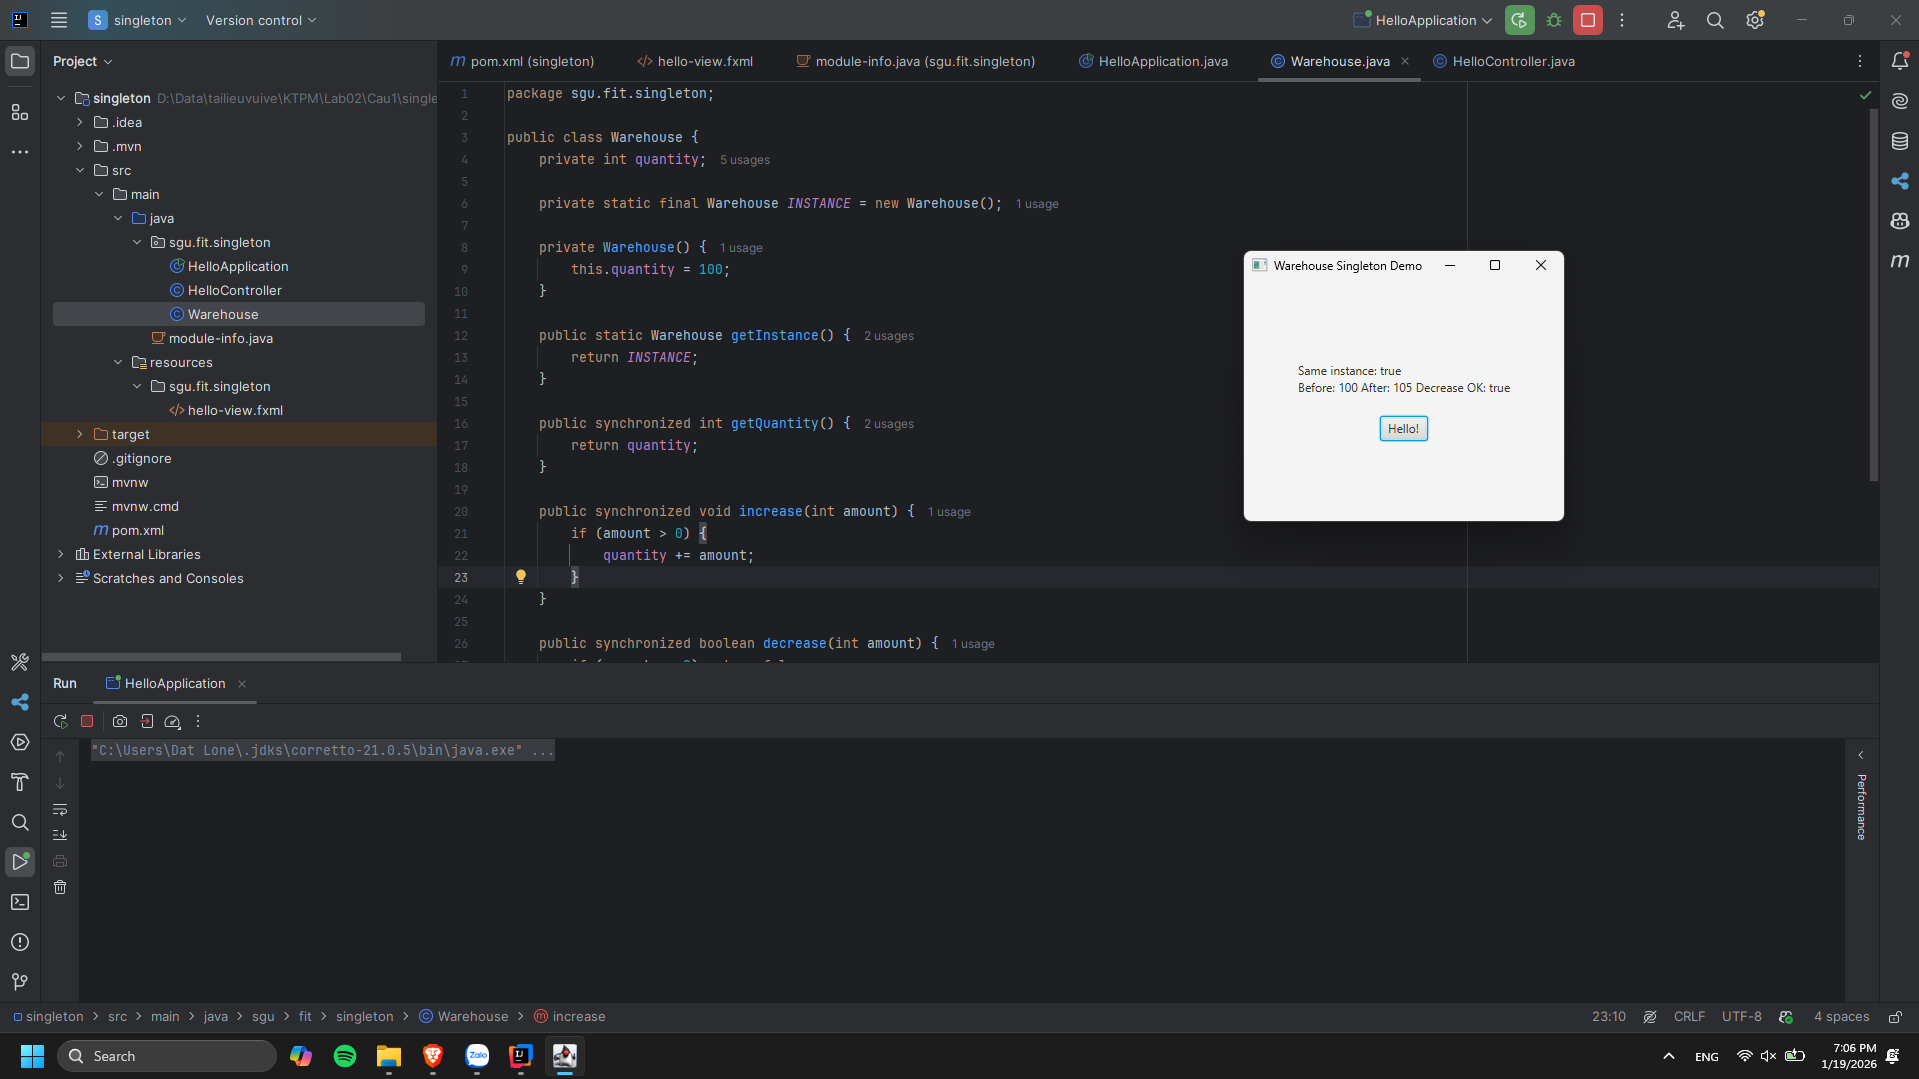 singleton
Version control
HelloApplication
Project
pom.xml (singleton)
hello-view.fxml
module-info.java (sgu.fit.singleton)
HelloApplication.java
Warehouse.java
HelloController.java
singleton D:\Data\tailieuvuive\KTPM\Lab02\Cau1\single
.idea
.mvn
src
main
java
sgu.fit.singleton
HelloApplication
HelloController
Warehouse
module-info.java
resources
sgu.fit.singleton
hello-view.fxml
target
.gitignore
mvnw
mvnw.cmd
pom.xml
External Libraries
Scratches and Consoles
1 package sgu.fit.singleton;
2
3 public class Warehouse {
4 private int quantity; 5 usages
5
6 private static final Warehouse INSTANCE = new Warehouse(); 1 usage
7
8 private Warehouse() { 1 usage
9 this.quantity = 100;
10 }
11
12 public static Warehouse getInstance() { 2 usages
13 return INSTANCE;
14 }
15
16 public synchronized int getQuantity() { 2 usages
17 return quantity;
18 }
19
20 public synchronized void increase(int amount) { 1 usage
21 if (amount > 0) {
22 quantity += amount;
23 }
24 }
25
26 public synchronized boolean decrease(int amount) { 1 usage
Warehouse Singleton Demo
Same instance: true
Before: 100 After: 105 Decrease OK: true
Hello!
Run
HelloApplication
"C:\Users\Dat Lone\.jdks\corretto-21.0.5\bin\java.exe" ...
Performance
singleton > src > main > java > sgu > fit > singleton > Warehouse > increase
23:10 CRLF UTF-8 4 spaces
Search
ENG
7:06 PM
1/19/2026